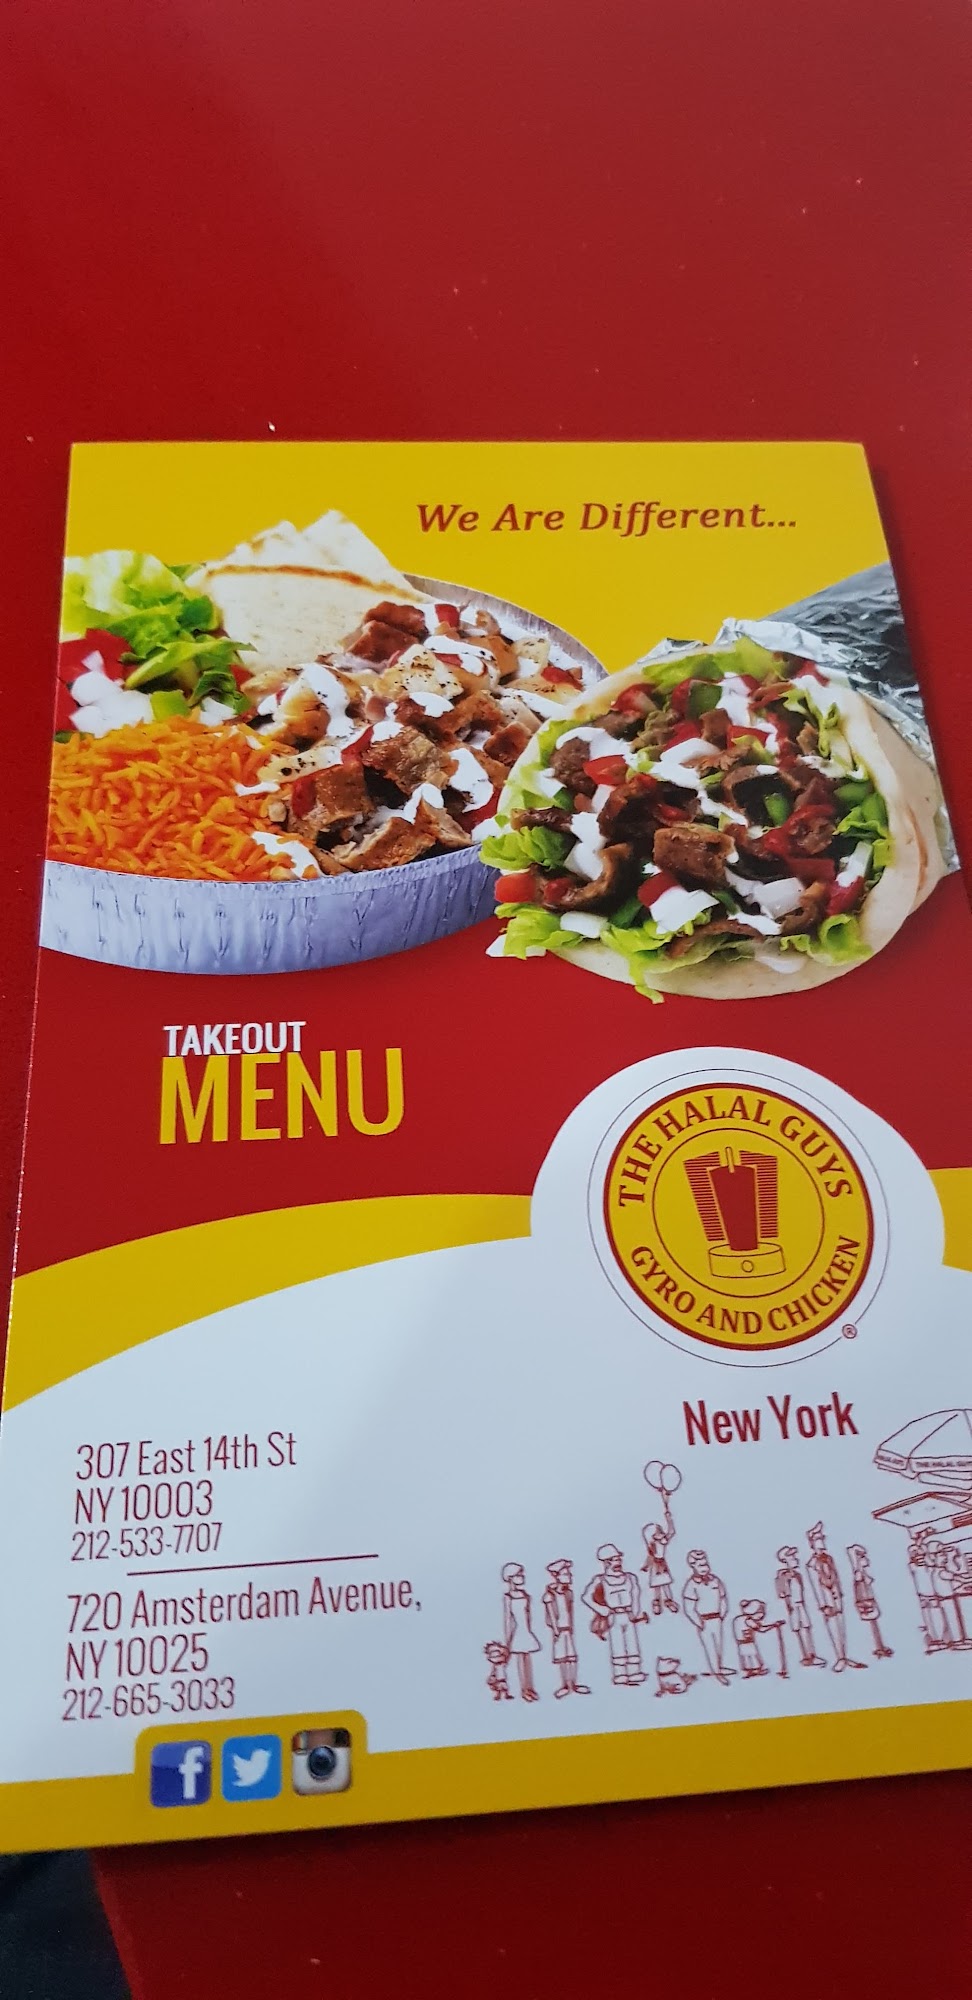 We Are Different...
TAKEOUT
MENU
THE HALAL GUYS
GYRO AND CHICKEN
®
New York
307 East 14th St
NY 10003
212-533-7707
720 Amsterdam Avenue,
NY 10025
212-665-3033